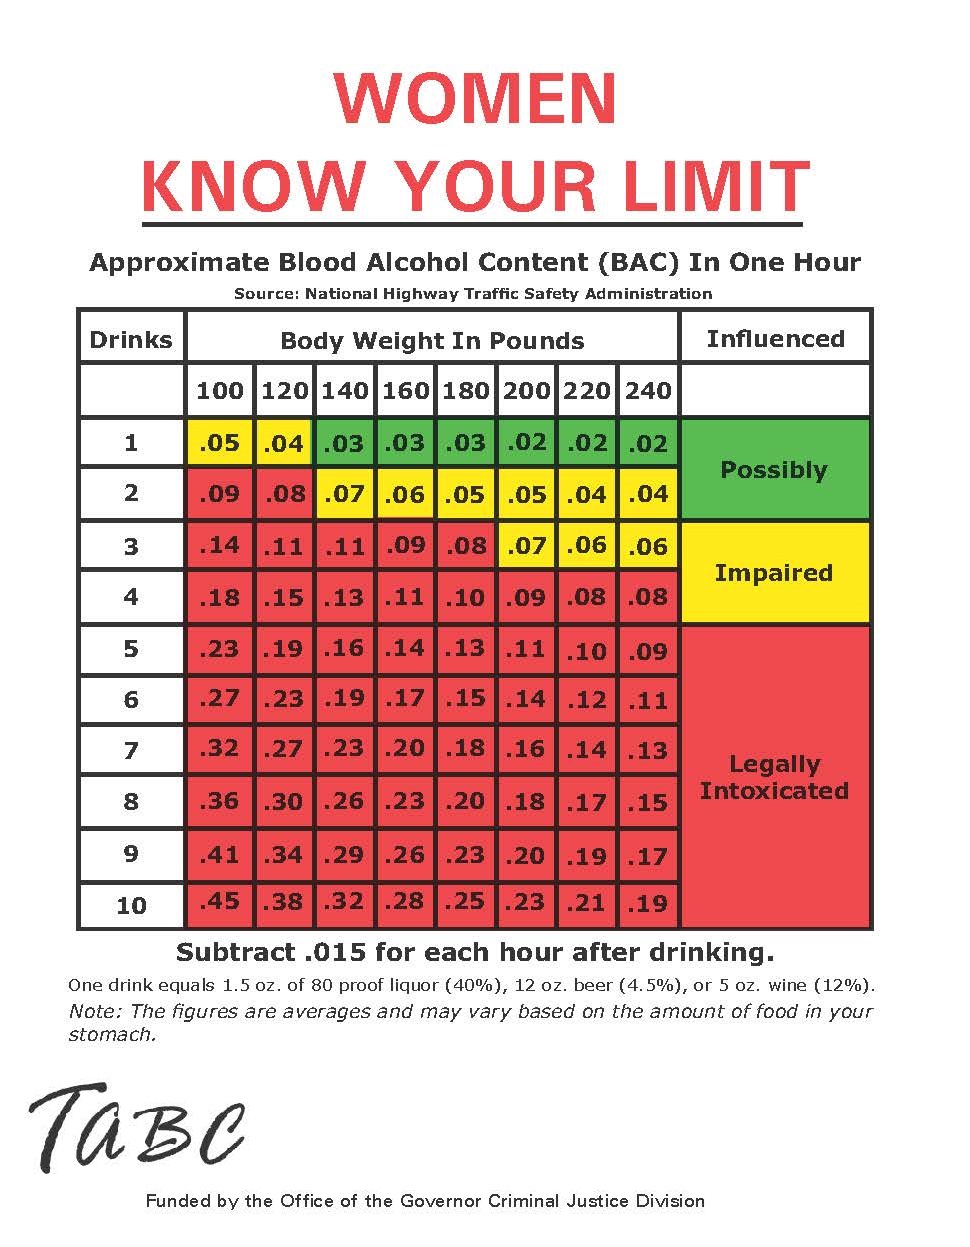 WOMEN
KNOW YOUR LIMIT
Approximate Blood Alcohol Content (BAC) In One Hour
Source: National Highway Traffic Safety Administration
Drinks Body Weight In Pounds Influenced
100 120 140 160 180 200 220 240
1 .05 .04 .03 .03 .03 .02 .02 .02
Possibly
2 .09 .08 .07 .06 .05 .05 .04 .04
3 .14 .11 .11 .09 .08 .07 .06 .06
Impaired
4 .18 .15 .13 .11 .10 .09 .08 .08
5 .23 .19 .16 .14 .13 .11 .10 .09
6 .27 .23 .19 .17 .15 .14 .12 .11
7 .32 .27 .23 .20 .18 .16 .14 .13
Legally
Intoxicated
8 .36 .30 .26 .23 .20 .18 .17 .15
9 .41 .34 .29 .26 .23 .20 .19 .17
10 .45 .38 .32 .28 .25 .23 .21 .19
Subtract .015 for each hour after drinking.
One drink equals 1.5 oz. of 80 proof liquor (40%), 12 oz. beer (4.5%), or 5 oz. wine (12%).
Note: The figures are averages and may vary based on the amount of food in your
stomach.
TABC
Funded by the Office of the Governor Criminal Justice Division